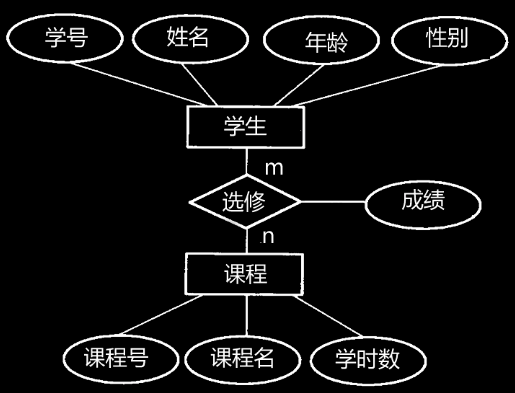 学号 姓名 年龄 性别
学生
m
选修 成绩
n
课程
课程号 课程名 学时数